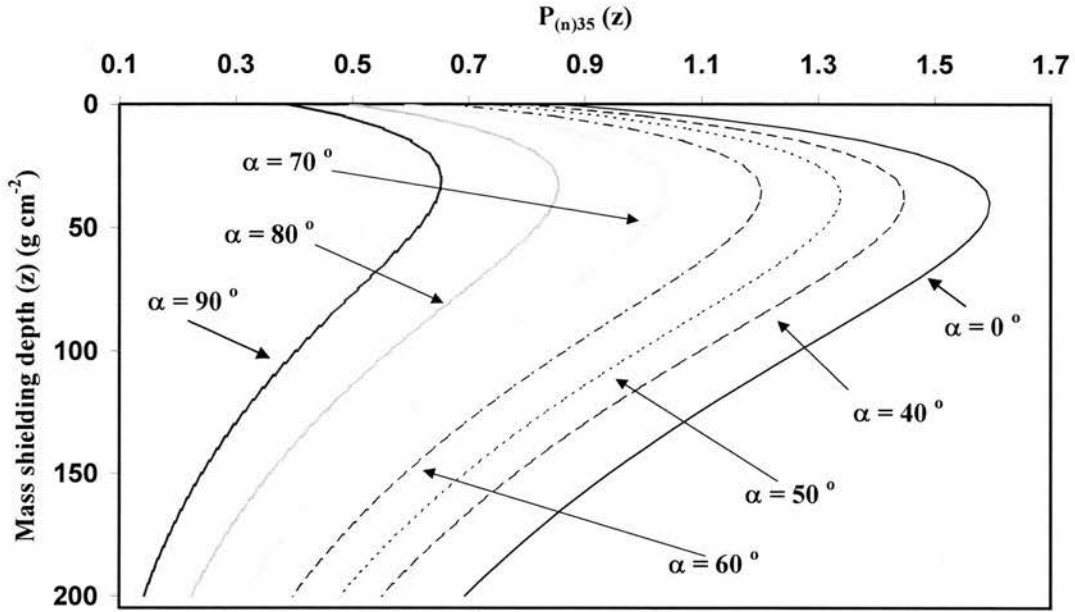 P(n)35 (z)
0.1 0.3 0.5 0.7 0.9 1.1 1.3 1.5 1.7
Mass shielding depth (z) (g cm-2)
0
50
100
150
200
α = 70 °
α = 80 °
α = 90 °
α = 0 °
α = 40 °
α = 50 °
α = 60 °